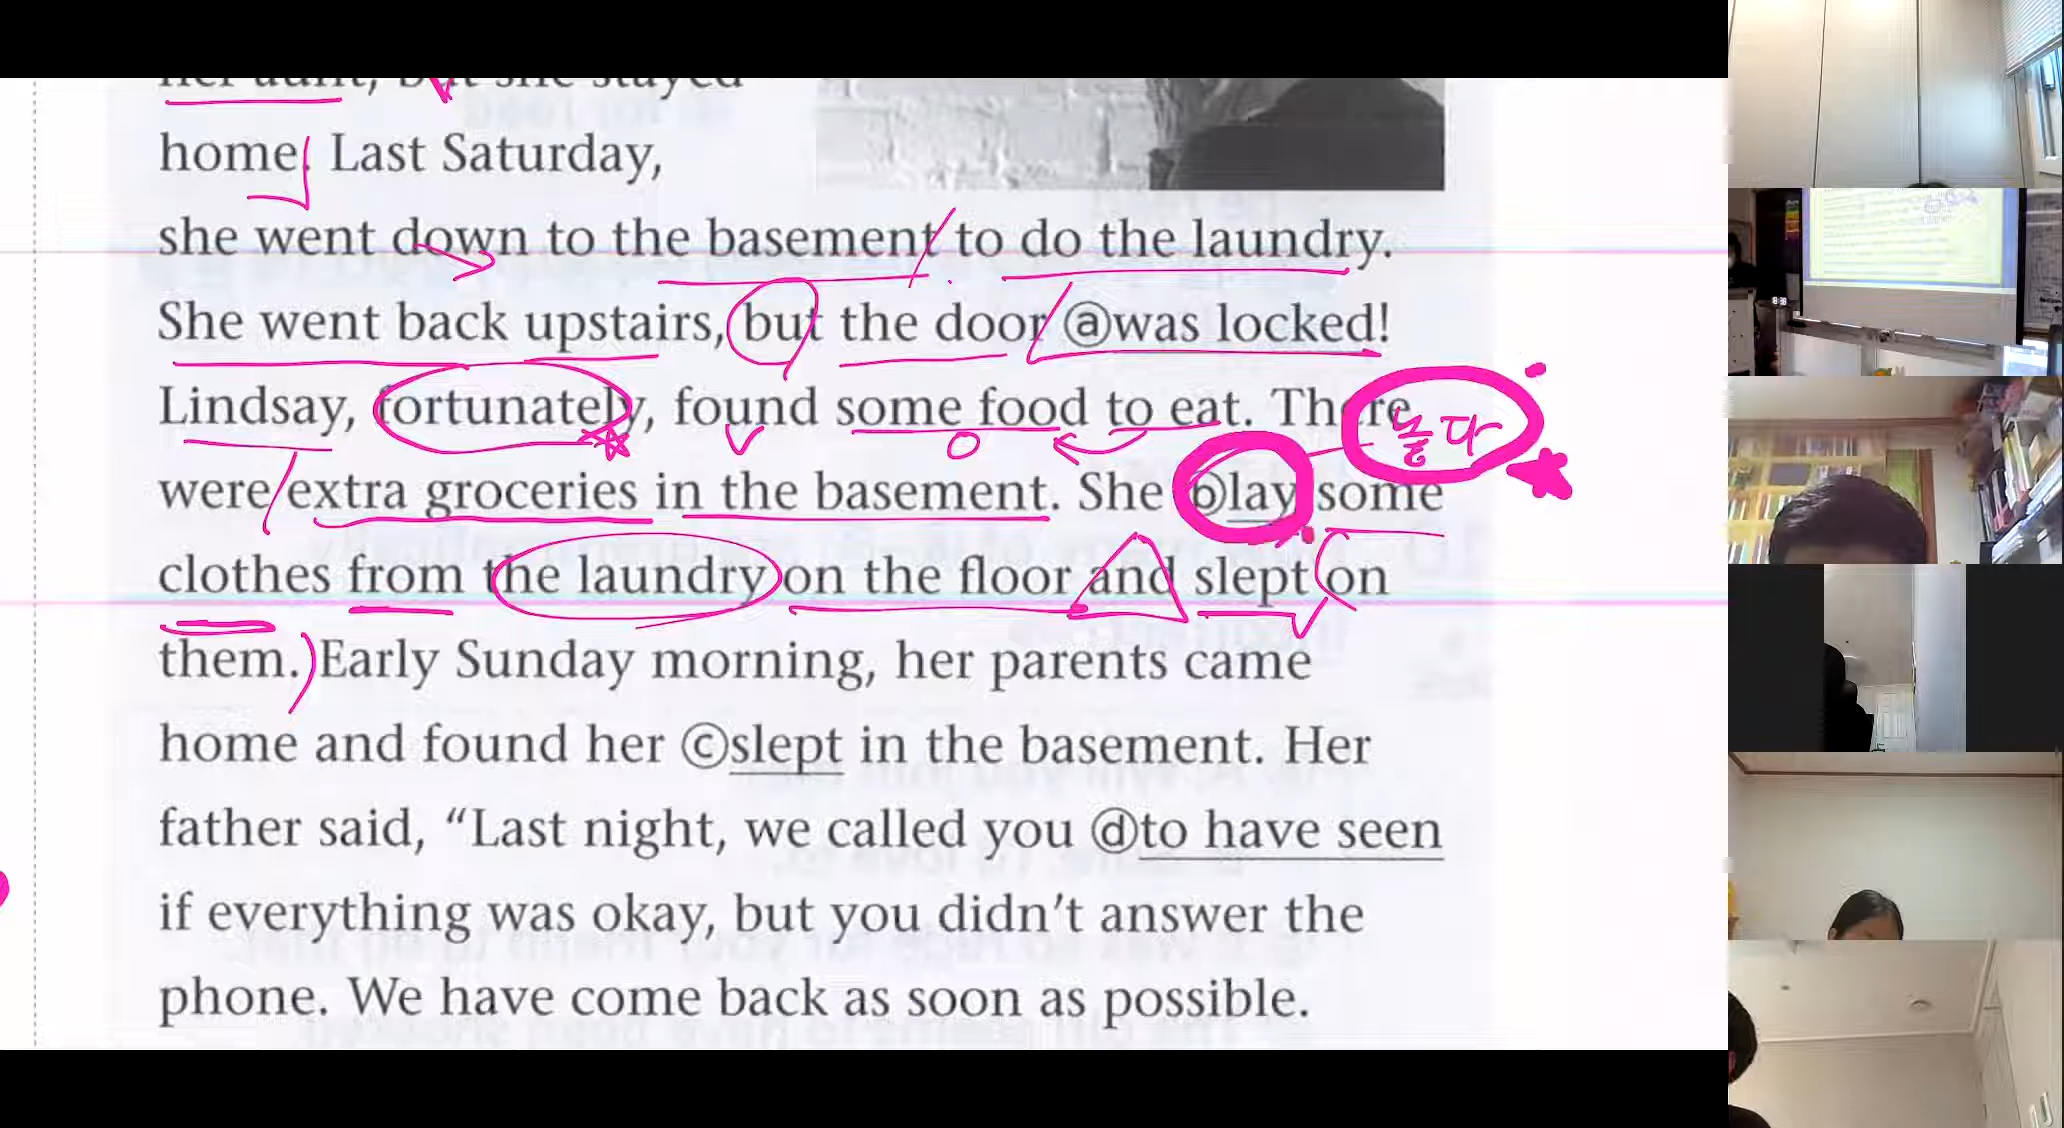 her aunt, but she stayed
home. Last Saturday,
she went down to the basement to do the laundry.
She went back upstairs, but the door ⓐwas locked!
Lindsay, fortunately, found some food to eat. There
놓다
were extra groceries in the basement. She ⓑlay some
clothes from the laundry on the floor and slept on
them. Early Sunday morning, her parents came
home and found her ⓒslept in the basement. Her
father said, “Last night, we called you ⓓto have seen
if everything was okay, but you didn’t answer the
phone. We have come back as soon as possible.